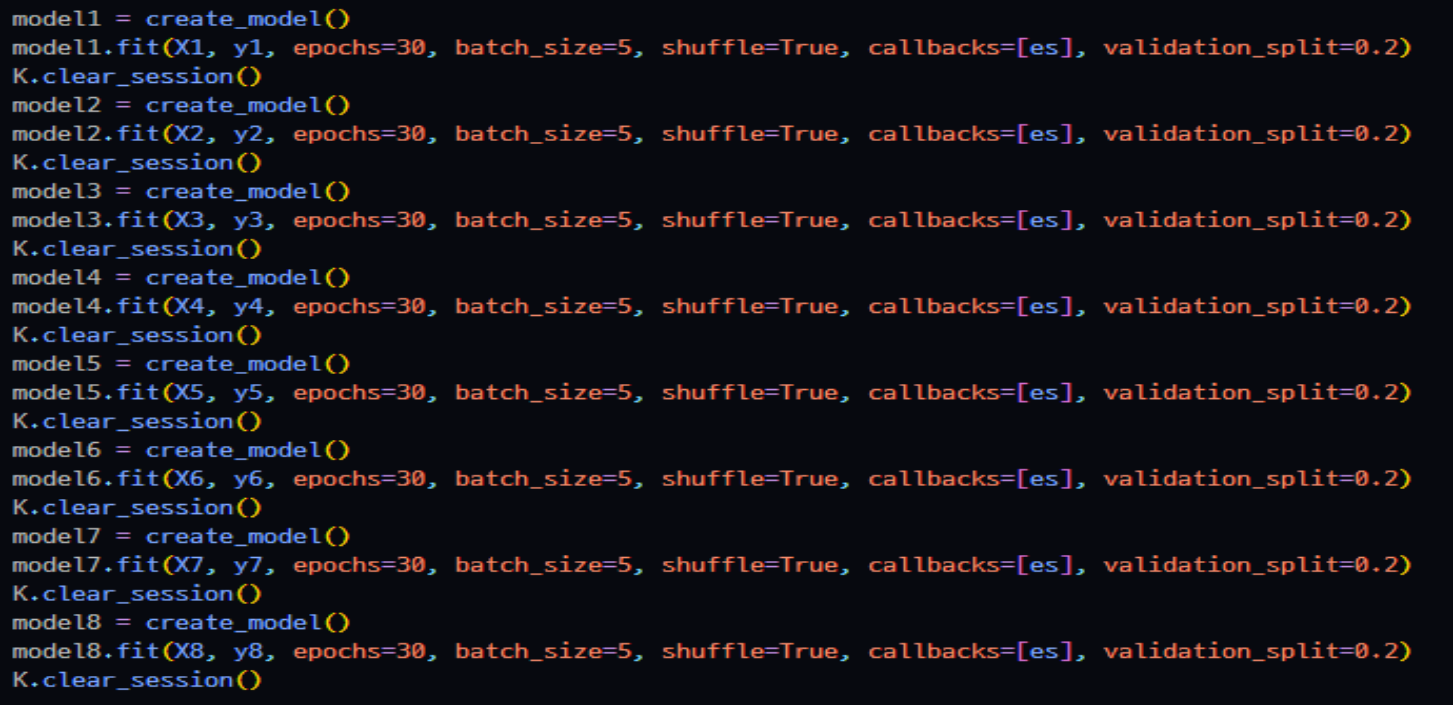 model1 = create_model()
model1.fit(X1, y1, epochs=30, batch_size=5, shuffle=True, callbacks=[es], validation_split=0.2)
K.clear_session()
model2 = create_model()
model2.fit(X2, y2, epochs=30, batch_size=5, shuffle=True, callbacks=[es], validation_split=0.2)
K.clear_session()
model3 = create_model()
model3.fit(X3, y3, epochs=30, batch_size=5, shuffle=True, callbacks=[es], validation_split=0.2)
K.clear_session()
model4 = create_model()
model4.fit(X4, y4, epochs=30, batch_size=5, shuffle=True, callbacks=[es], validation_split=0.2)
K.clear_session()
model5 = create_model()
model5.fit(X5, y5, epochs=30, batch_size=5, shuffle=True, callbacks=[es], validation_split=0.2)
K.clear_session()
model6 = create_model()
model6.fit(X6, y6, epochs=30, batch_size=5, shuffle=True, callbacks=[es], validation_split=0.2)
K.clear_session()
model7 = create_model()
model7.fit(X7, y7, epochs=30, batch_size=5, shuffle=True, callbacks=[es], validation_split=0.2)
K.clear_session()
model8 = create_model()
model8.fit(X8, y8, epochs=30, batch_size=5, shuffle=True, callbacks=[es], validation_split=0.2)
K.clear_session()